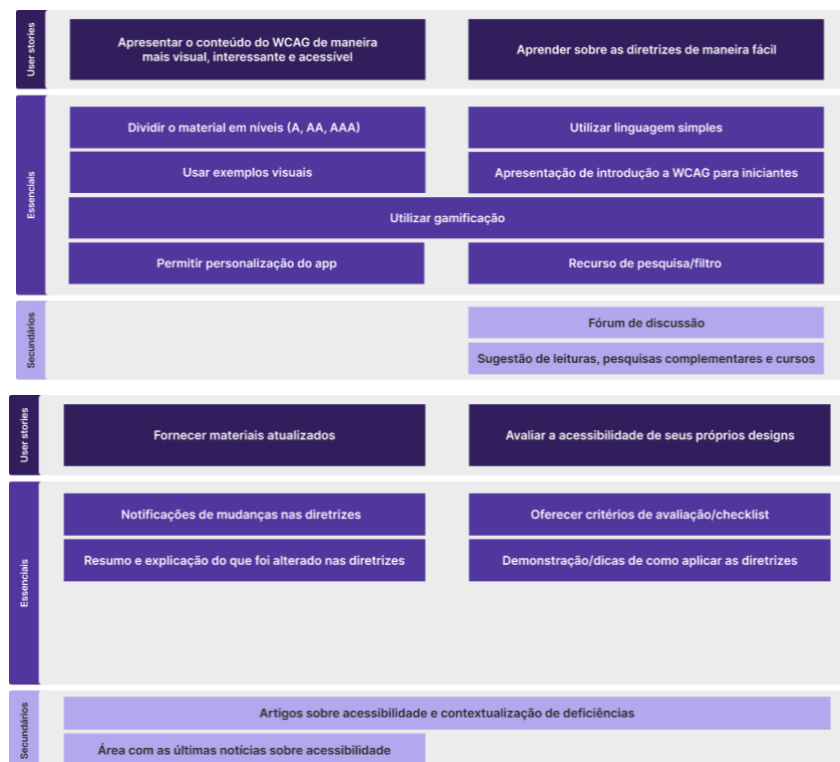 User stories
Apresentar o conteúdo do WCAG de maneira
mais visual, interessante e acessível
Aprender sobre as diretrizes de maneira fácil
Essenciais
Dividir o material em níveis (A, AA, AAA)
Utilizar linguagem simples
Usar exemplos visuais
Apresentação de introdução a WCAG para iniciantes
Utilizar gamificação
Permitir personalização do app
Recurso de pesquisa/filtro
Secundários
Fórum de discussão
Sugestão de leituras, pesquisas complementares e cursos
User stories
Fornecer materiais atualizados
Avaliar a acessibilidade de seus próprios designs
Essenciais
Notificações de mudanças nas diretrizes
Oferecer critérios de avaliação/checklist
Resumo e explicação do que foi alterado nas diretrizes
Demonstração/dicas de como aplicar as diretrizes
Secundários
Artigos sobre acessibilidade e contextualização de deficiências
Área com as últimas notícias sobre acessibilidade